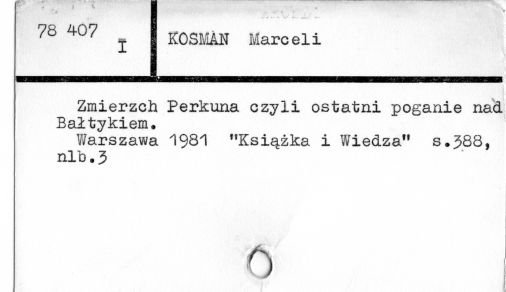 78 407
I
KOSMAN Marceli
Zmierzch Perkuna czyli ostatni poganie nad
Bałtykiem.
Warszawa 1981 "Książka i Wiedza" s.388,
nlb.3